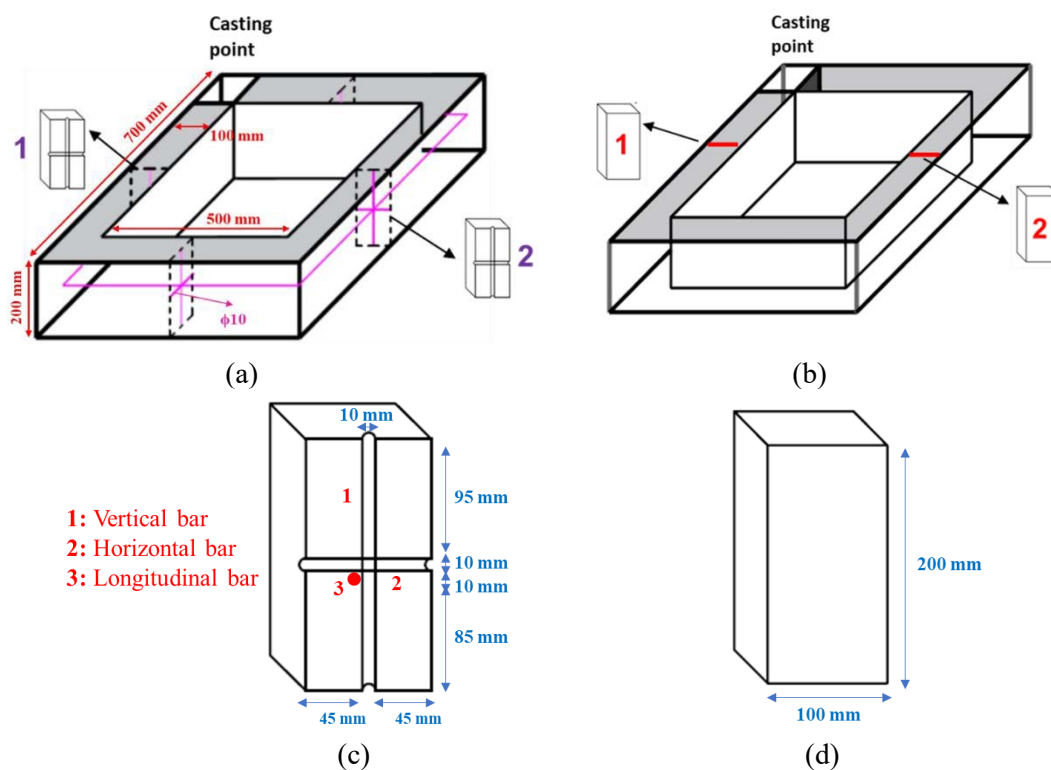 Casting
point
700 mm
100 mm
1
500 mm
2
200 mm
ϕ10
(a)
Casting
point
1
2
(b)
10 mm
1
95 mm
1: Vertical bar
2: Horizontal bar
3: Longitudinal bar
10 mm
3
2
10 mm
85 mm
45 mm
45 mm
(c)
200 mm
100 mm
(d)